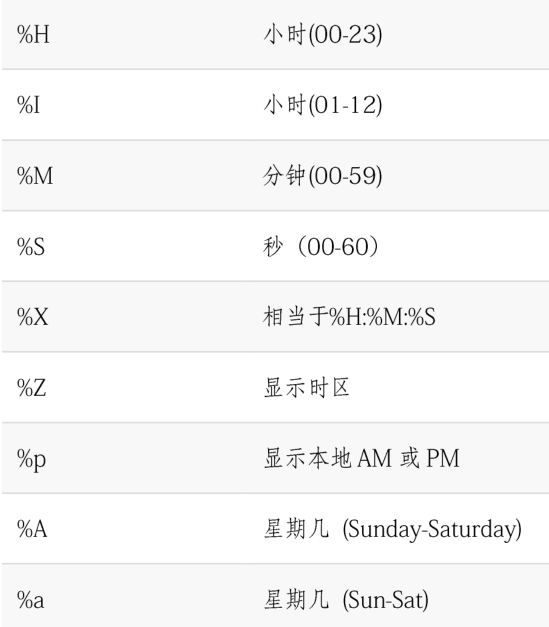 %H 小时(00-23)
%I 小时(01-12)
%M 分钟(00-59)
%S 秒（00-60）
%X 相当于%H:%M:%S
%Z 显示时区
%p 显示本地 AM 或 PM
%A 星期几 (Sunday-Saturday)
%a 星期几 (Sun-Sat)